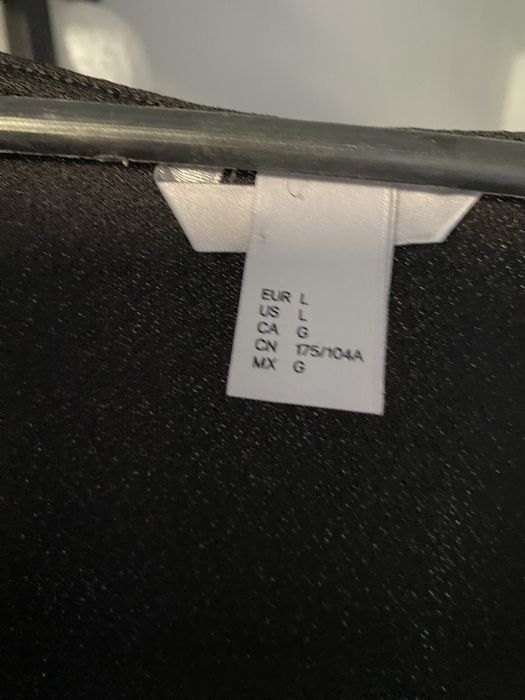 EUR L
US L
CA G
CN 175/104A
MX G